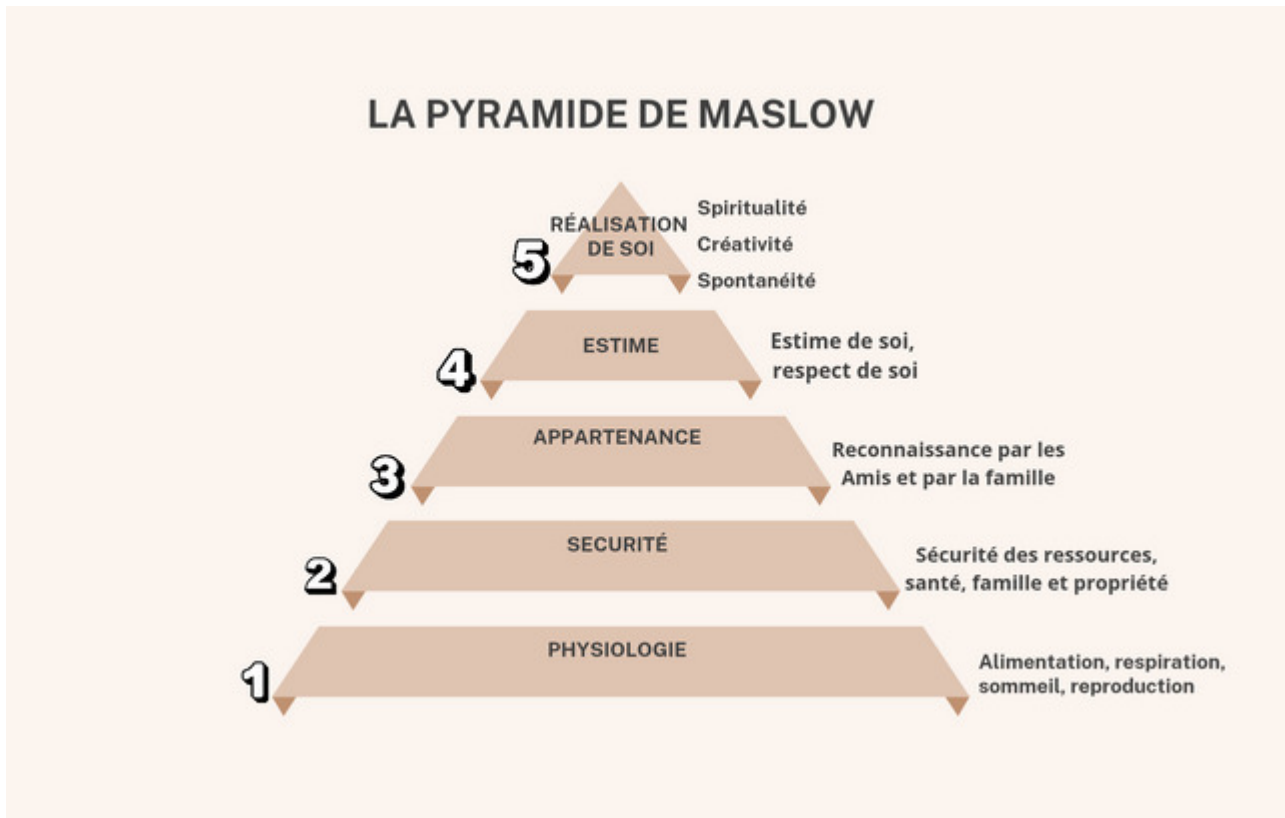 LA PYRAMIDE DE MASLOW
5
RÉALISATION
DE SOI
Spiritualité
Créativité
Spontanéité
4
ESTIME
Estime de soi,
respect de soi
3
APPARTENANCE
Reconnaissance par les
Amis et par la famille
2
SECURITÉ
Sécurité des ressources,
santé, famille et propriété
1
PHYSIOLOGIE
Alimentation, respiration,
sommeil, reproduction